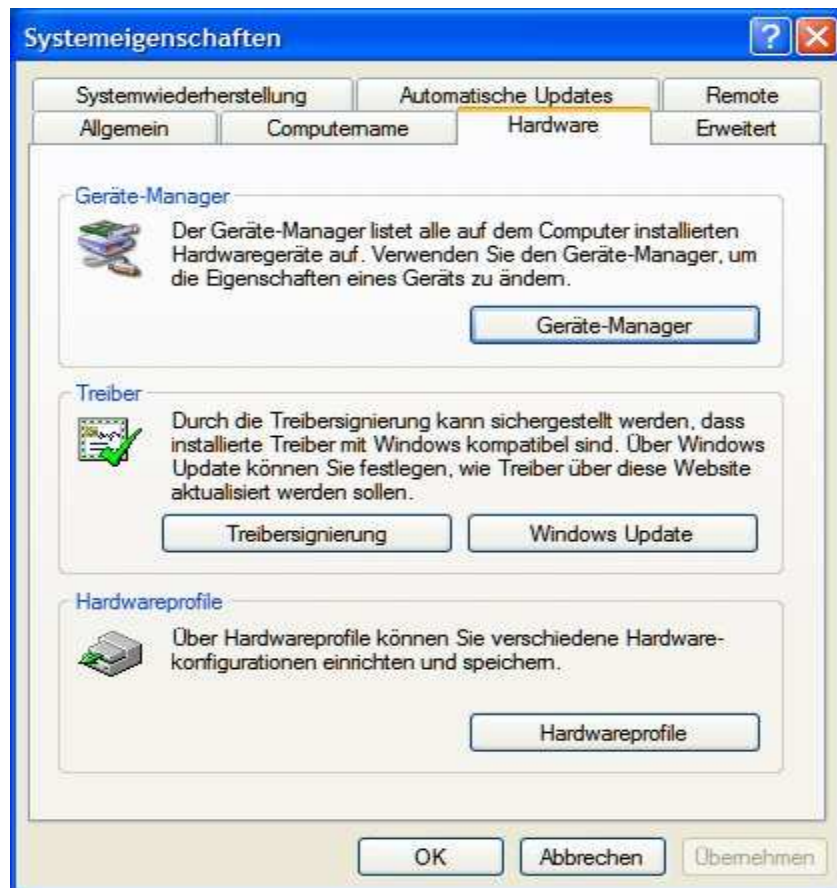 Systemeigenschaften
Systemwiederherstellung Automatische Updates Remote
Allgemein Computername Hardware Erweitert
Geräte-Manager
Der Geräte-Manager listet alle auf dem Computer installierten
Hardwaregeräte auf. Verwenden Sie den Geräte-Manager, um
die Eigenschaften eines Geräts zu ändern.
Geräte-Manager
Treiber
Durch die Treibersignierung kann sichergestellt werden, dass
installierte Treiber mit Windows kompatibel sind. Über Windows
Update können Sie festlegen, wie Treiber über diese Website
aktualisiert werden sollen.
Treibersignierung Windows Update
Hardwareprofile
Über Hardwareprofile können Sie verschiedene Hardware-
konfigurationen einrichten und speichern.
Hardwareprofile
OK Abbrechen Übernehmen